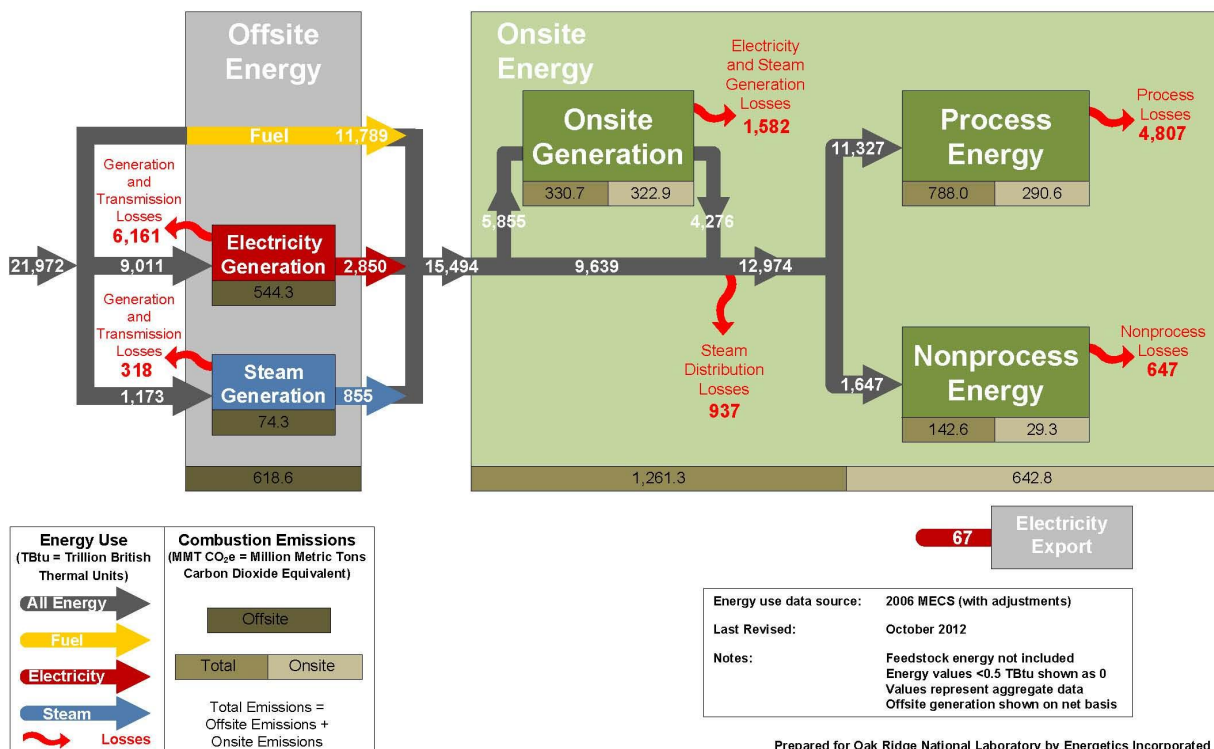 Offsite
Energy
Fuel
11,789
Generation
and
Transmission
Losses
6,161
21,972
9,011
Electricity
Generation
2,850
544.3
Generation
and
Transmission
Losses
318
1,173
Steam
Generation
855
74.3
618.6
15,494
Onsite
Energy
Electricity
and Steam
Generation
Losses
1,582
Onsite
Generation
330.7
322.9
5,855
4,276
9,639
12,974
Steam
Distribution
Losses
937
11,327
Process
Energy
788.0
290.6
Process
Losses
4,807
1,647
Nonprocess
Energy
142.6
29.3
Nonprocess
Losses
647
1,261.3
642.8
67
Electricity
Export
Energy Use
(TBtu = Trillion British
Thermal Units)
All Energy
Fuel
Electricity
Steam
Losses
Combustion Emissions
(MMT CO₂e = Million Metric Tons
Carbon Dioxide Equivalent)
Offsite
Total
Onsite
Total Emissions =
Offsite Emissions +
Onsite Emissions
Energy use data source: 2006 MECS (with adjustments)
Last Revised: October 2012
Notes: Feedstock energy not included
Energy values <0.5 TBtu shown as 0
Values represent aggregate data
Offsite generation shown on net basis
Prepared for Oak Ridge National Laboratory by Energetics Incorporated